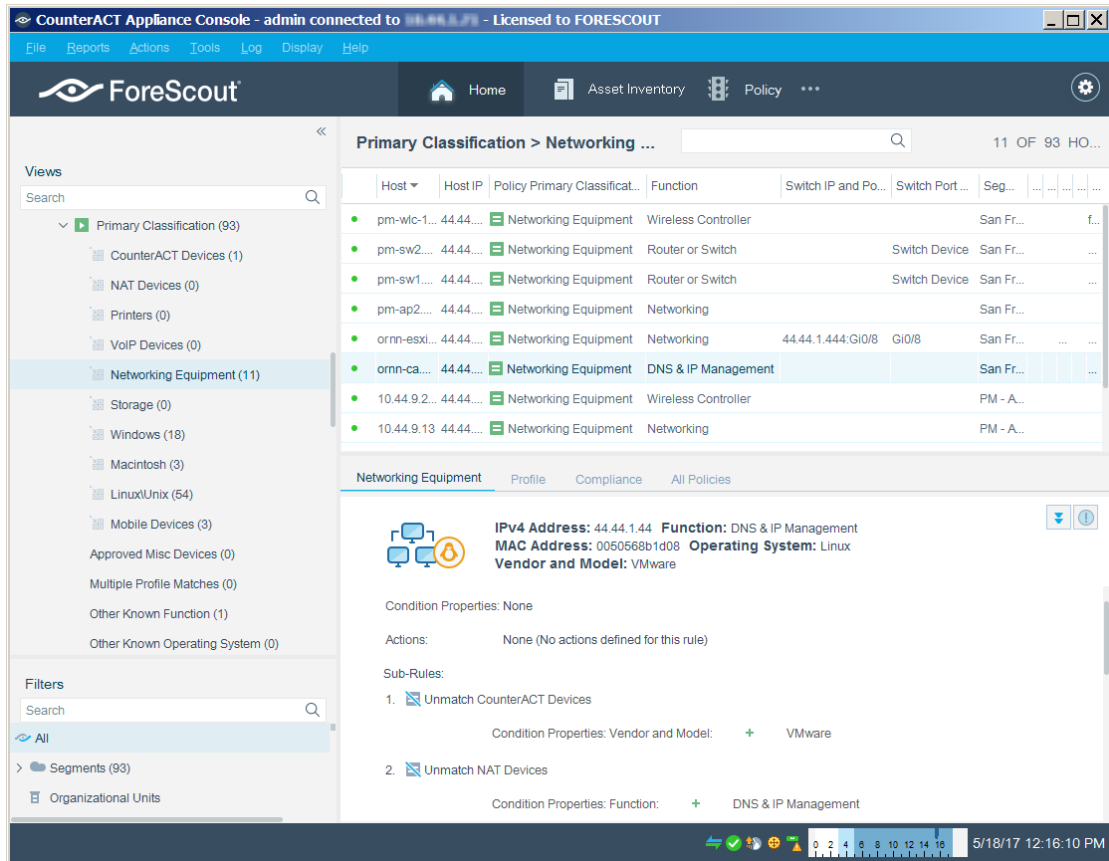 CounterACT Appliance Console - admin connected to - Licensed to FORESCOUT
File Reports Actions Tools Log Display Help
ForeScout
Home Asset Inventory Policy •••
«
Views
Search
Primary Classification (93)
CounterACT Devices (1)
NAT Devices (0)
Printers (0)
VoIP Devices (0)
Networking Equipment (11)
Storage (0)
Windows (18)
Macintosh (3)
Linux\Unix (54)
Mobile Devices (3)
Approved Misc Devices (0)
Multiple Profile Matches (0)
Other Known Function (1)
Other Known Operating System (0)
Filters
Search
All
Segments (93)
Organizational Units
Primary Classification > Networking ... 11 OF 93 HO...
Host Host IP Policy Primary Classificat... Function Switch IP and Po... Switch Port ... Seg... ... ... ... ... ...
pm-wlc-1... 44.44.... Networking Equipment Wireless Controller San Fr... f...
pm-sw2.... 44.44.... Networking Equipment Router or Switch Switch Device San Fr... ...
pm-sw1.... 44.44.... Networking Equipment Router or Switch Switch Device San Fr... ...
pm-ap2.... 44.44.... Networking Equipment Networking San Fr...
ornn-esxi... 44.44.... Networking Equipment Networking 44.44.1.444:Gi0/8 Gi0/8 San Fr... ... ...
ornn-ca.... 44.44.... Networking Equipment DNS & IP Management San Fr... ...
10.44.9.2... 44.44.... Networking Equipment Wireless Controller PM - A...
10.44.9.13 44.44.... Networking Equipment Networking PM - A...
Networking Equipment Profile Compliance All Policies
IPv4 Address: 44.44.1.44 Function: DNS & IP Management
MAC Address: 0050568b1d08 Operating System: Linux
Vendor and Model: VMware
Condition Properties: None
Actions: None (No actions defined for this rule)
Sub-Rules:
1. Unmatch CounterACT Devices
Condition Properties: Vendor and Model: + VMware
2. Unmatch NAT Devices
Condition Properties: Function: + DNS & IP Management
0 2 4 6 8 10 12 14 16 5/18/17 12:16:10 PM